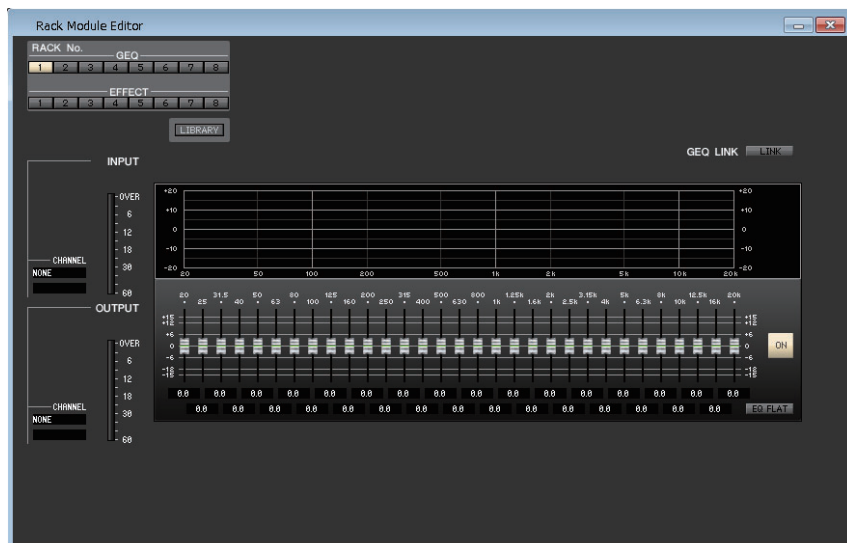 Rack Module Editor
RACK No.
GEQ
1 2 3 4 5 6 7 8
EFFECT
1 2 3 4 5 6 7 8
LIBRARY
GEQ LINK LINK
INPUT
OVER
6
12
18
30
60
CHANNEL
NONE
+20 +20
+10 +10
0 0
-10 -10
-20 -20
20 50 100 200 500 1k 2k 5k 10k 20k
20 31.5 50 80 125 200 315 500 800 1.25k 2k 3.15k 5k 8k 12.5k 20k
25 40 63 100 160 250 400 630 1k 1.6k 2.5k 4k 6.3k 10k 16k
+15 +15
+12 +12
+6 +6
0 0
-6 -6
-12 -12
-15 -15
ON
0.0 0.0 0.0 0.0 0.0 0.0 0.0 0.0 0.0 0.0 0.0 0.0 0.0 0.0 0.0 0.0
0.0 0.0 0.0 0.0 0.0 0.0 0.0 0.0 0.0 0.0 0.0 0.0 0.0 0.0 0.0
EQ FLAT
OUTPUT
OVER
6
12
18
30
60
CHANNEL
NONE